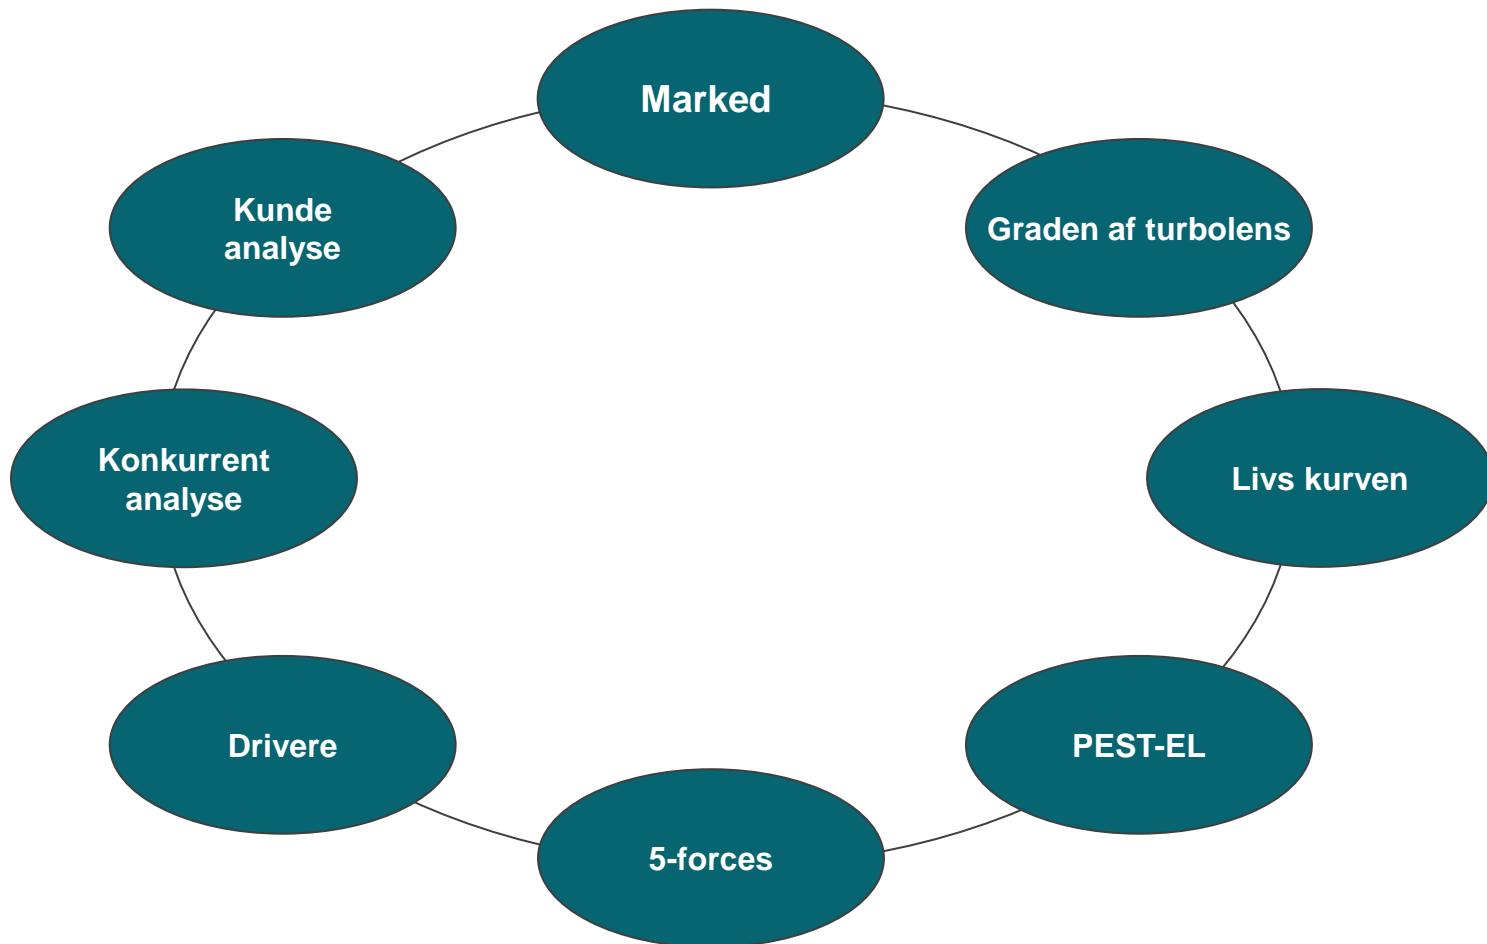 Marked
Kunde
analyse
Graden af turbolens
Konkurrent
analyse
Livs kurven
Drivere
PEST-EL
5-forces